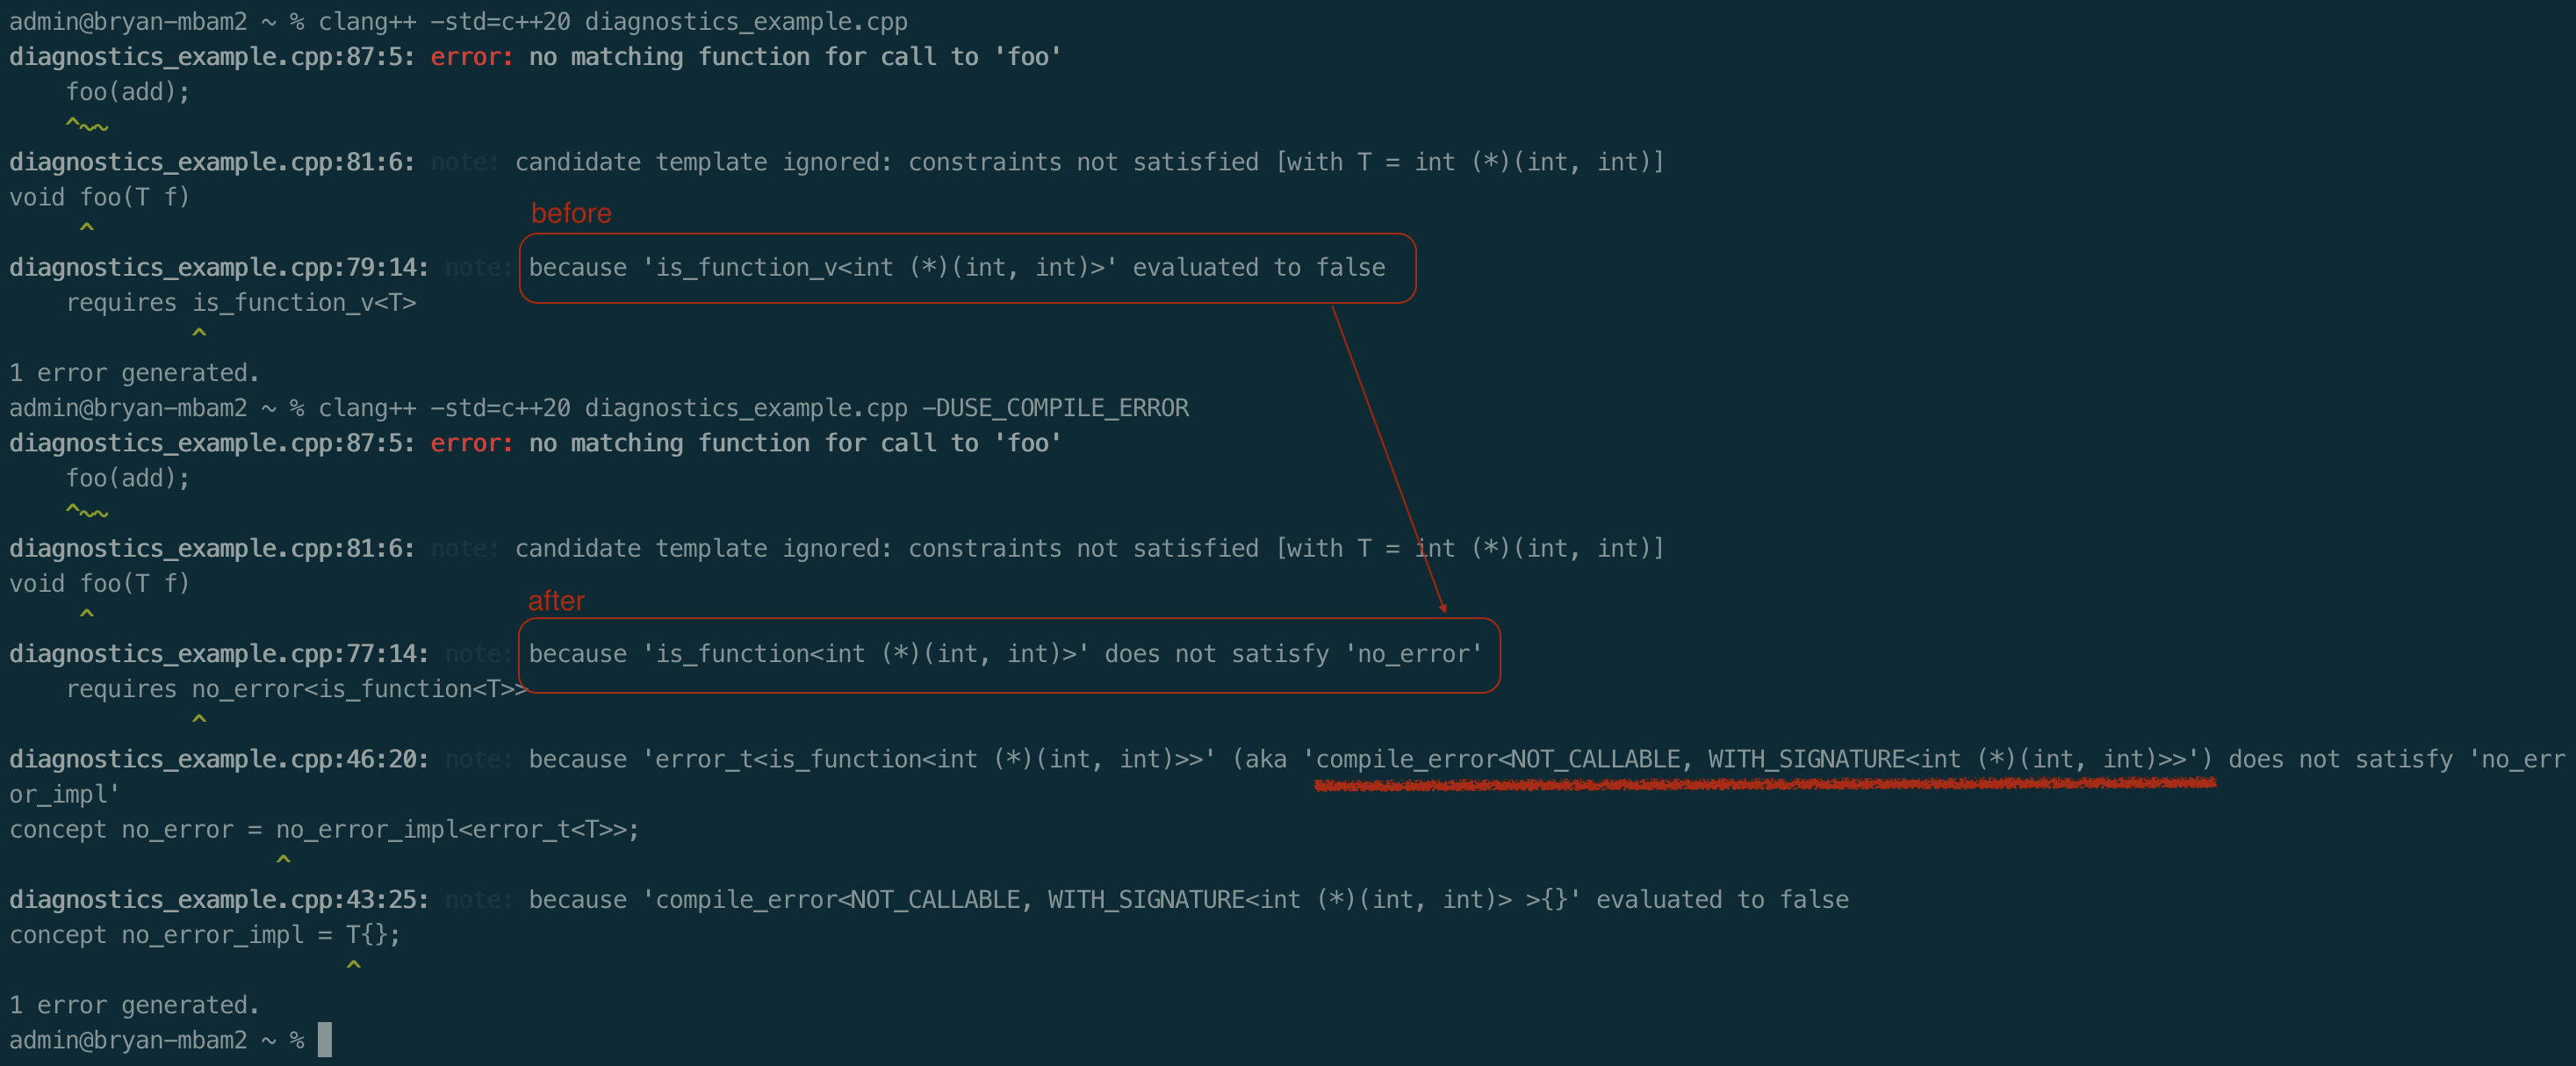 admin@bryan-mbam2 ~ % clang++ -std=c++20 diagnostics_example.cpp
diagnostics_example.cpp:87:5: error: no matching function for call to 'foo'
    foo(add);
    ^~~
diagnostics_example.cpp:81:6: note: candidate template ignored: constraints not satisfied [with T = int (*)(int, int)]
void foo(T f)
before
     ^
diagnostics_example.cpp:79:14: note: because 'is_function_v<int (*)(int, int)>' evaluated to false
    requires is_function_v<T>
             ^
1 error generated.
admin@bryan-mbam2 ~ % clang++ -std=c++20 diagnostics_example.cpp -DUSE_COMPILE_ERROR
diagnostics_example.cpp:87:5: error: no matching function for call to 'foo'
    foo(add);
    ^~~
diagnostics_example.cpp:81:6: note: candidate template ignored: constraints not satisfied [with T = int (*)(int, int)]
void foo(T f)
after
     ^
diagnostics_example.cpp:77:14: note: because 'is_function<int (*)(int, int)>' does not satisfy 'no_error'
    requires no_error<is_function<T>>
             ^
diagnostics_example.cpp:46:20: note: because 'error_t<is_function<int (*)(int, int)>>' (aka 'compile_error<NOT_CALLABLE, WITH_SIGNATURE<int (*)(int, int)>>') does not satisfy 'no_err
or_impl'
concept no_error = no_error_impl<error_t<T>>;
                   ^
diagnostics_example.cpp:43:25: note: because 'compile_error<NOT_CALLABLE, WITH_SIGNATURE<int (*)(int, int)> >{}' evaluated to false
concept no_error_impl = T{};
                        ^
1 error generated.
admin@bryan-mbam2 ~ %